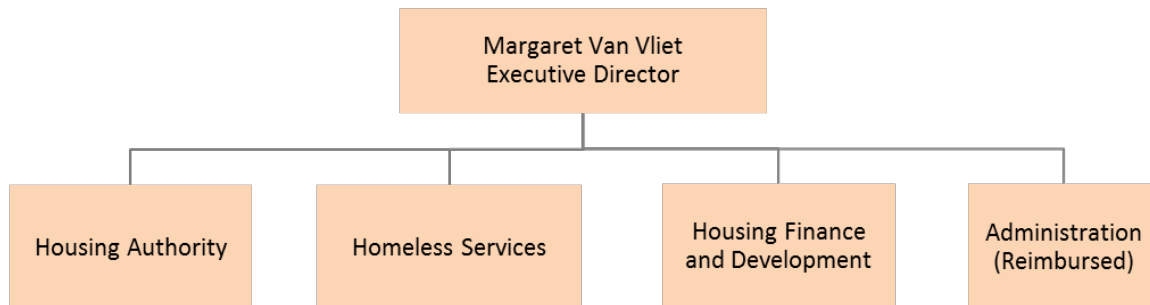 Margaret Van Vliet
Executive Director
Housing Authority
Homeless Services
Housing Finance
and Development
Administration
(Reimbursed)